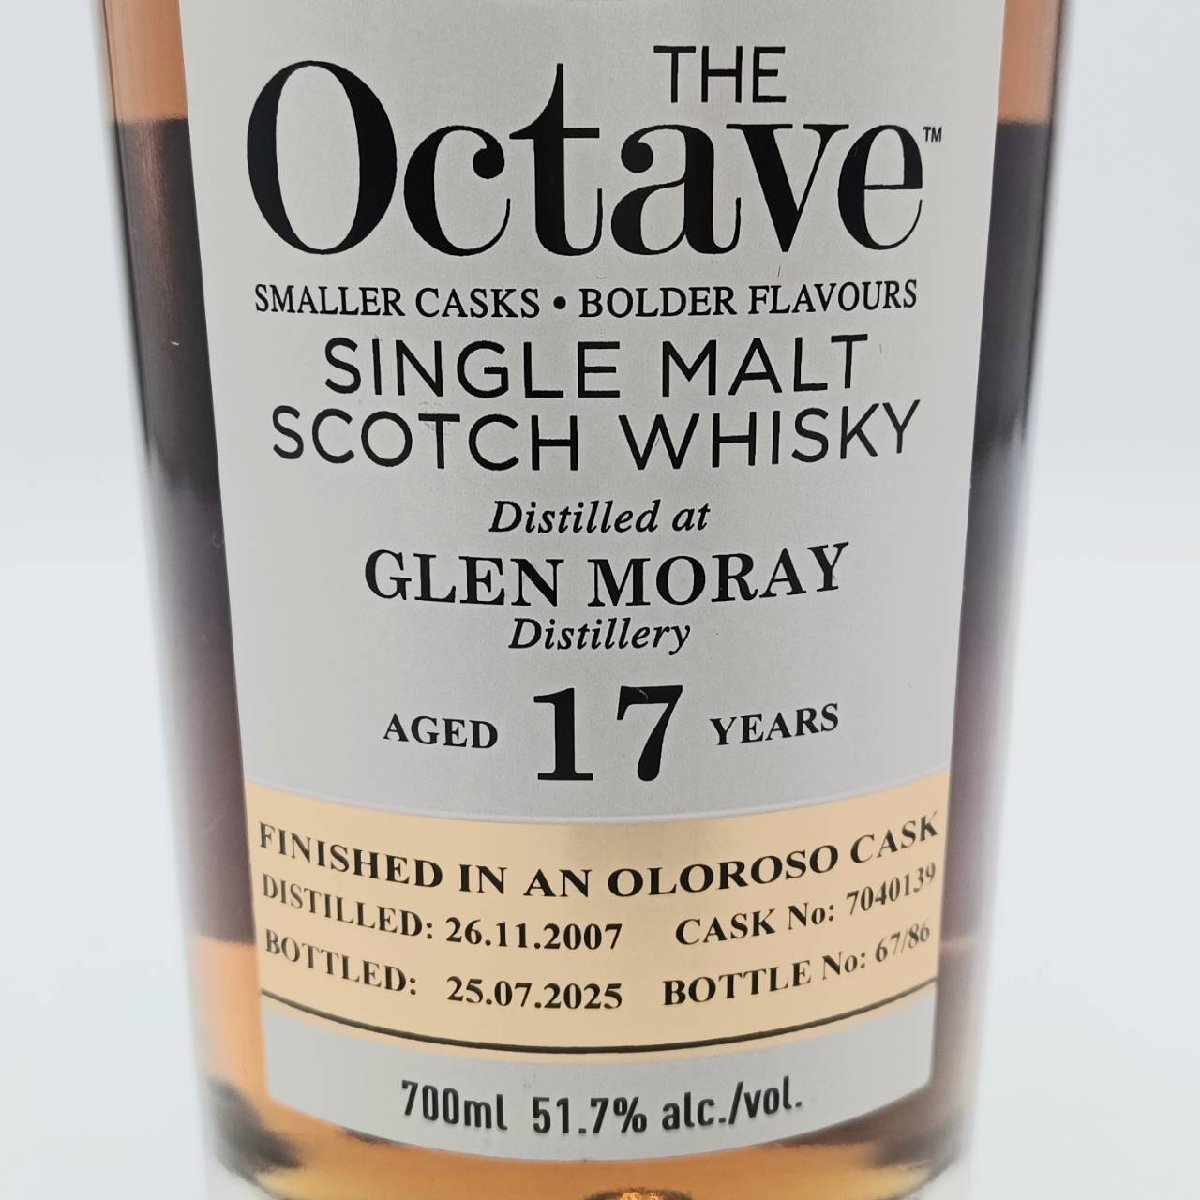 THE
Octave™
SMALLER CASKS • BOLDER FLAVOURS
SINGLE MALT
SCOTCH WHISKY
Distilled at
GLEN MORAY
Distillery
AGED 17 YEARS
FINISHED IN AN OLOROSO CASK
DISTILLED: 26.11.2007 CASK No: 7040139
BOTTLED: 25.07.2025 BOTTLE No: 67/86
700ml 51.7% alc./vol.